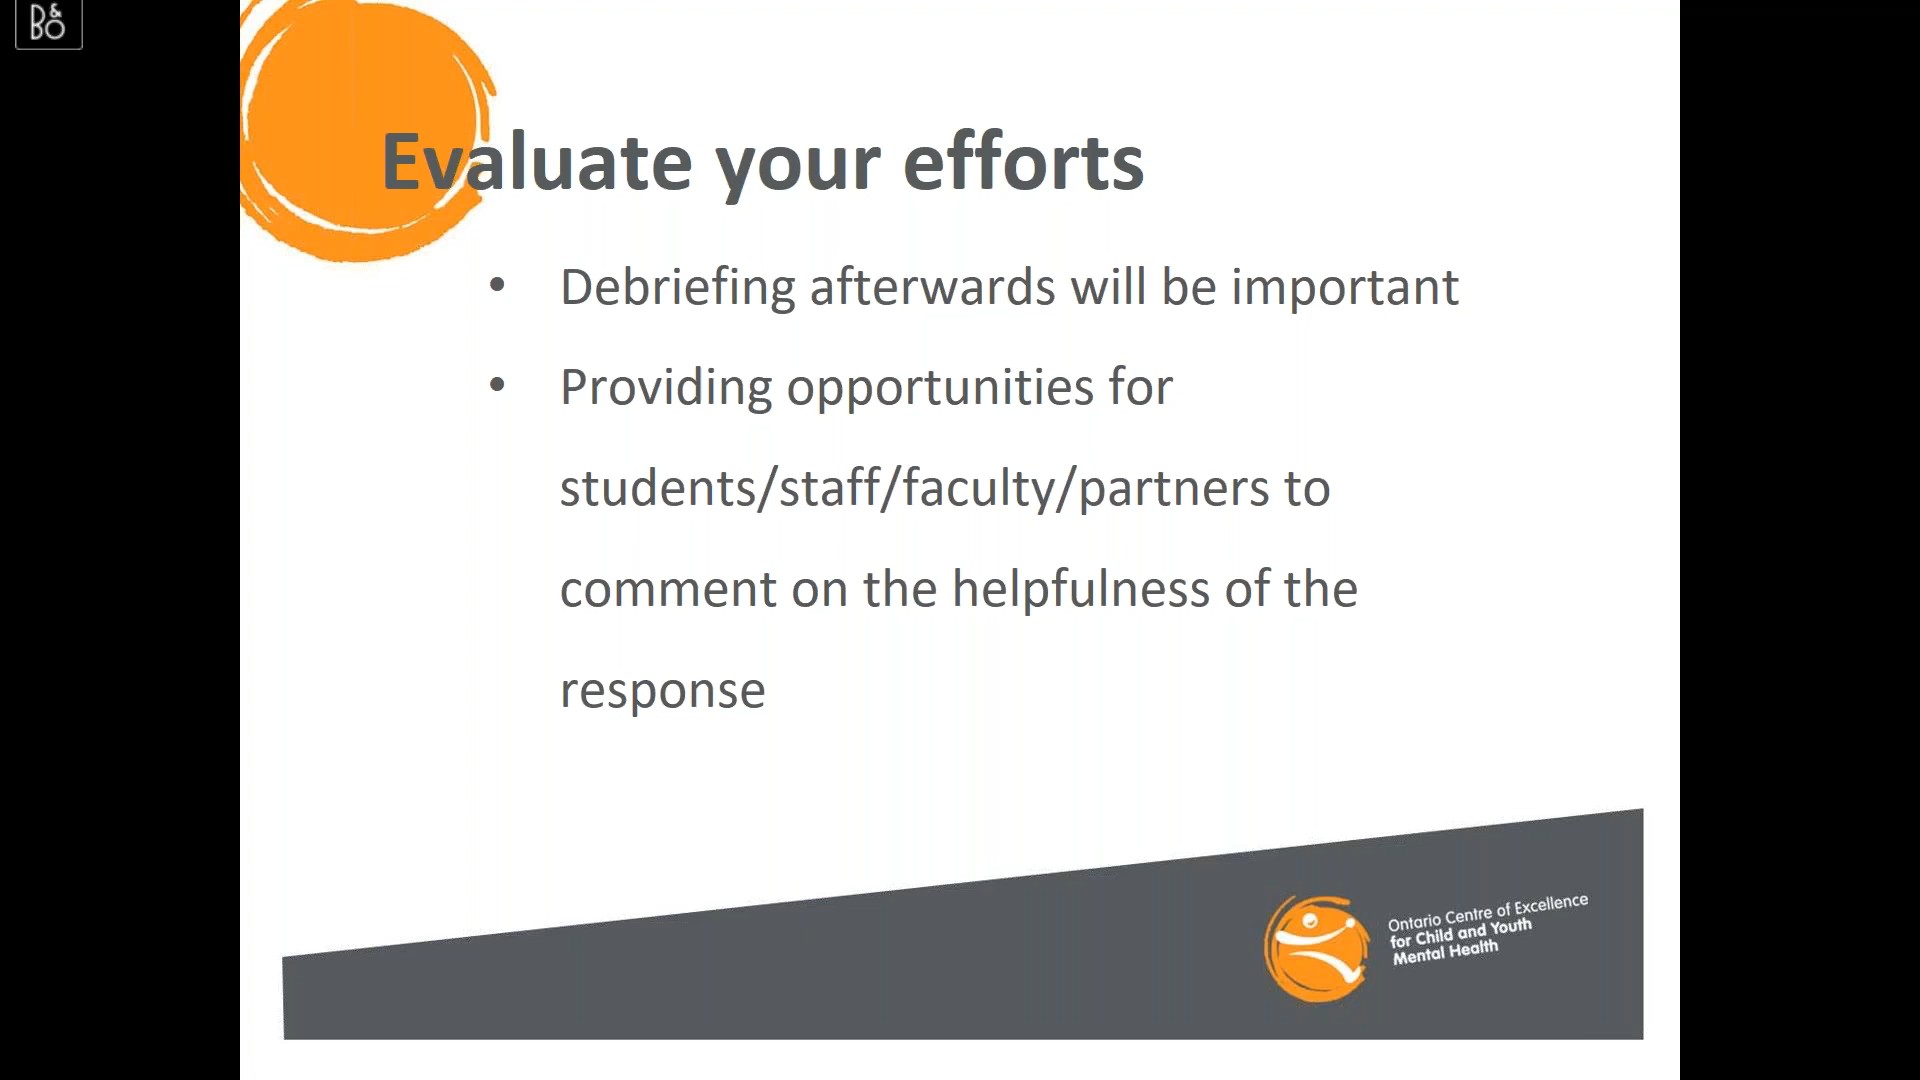 B&O
Evaluate your efforts
• Debriefing afterwards will be important
• Providing opportunities for
students/staff/faculty/partners to
comment on the helpfulness of the
response
Ontario Centre of Excellence
for Child and Youth
Mental Health